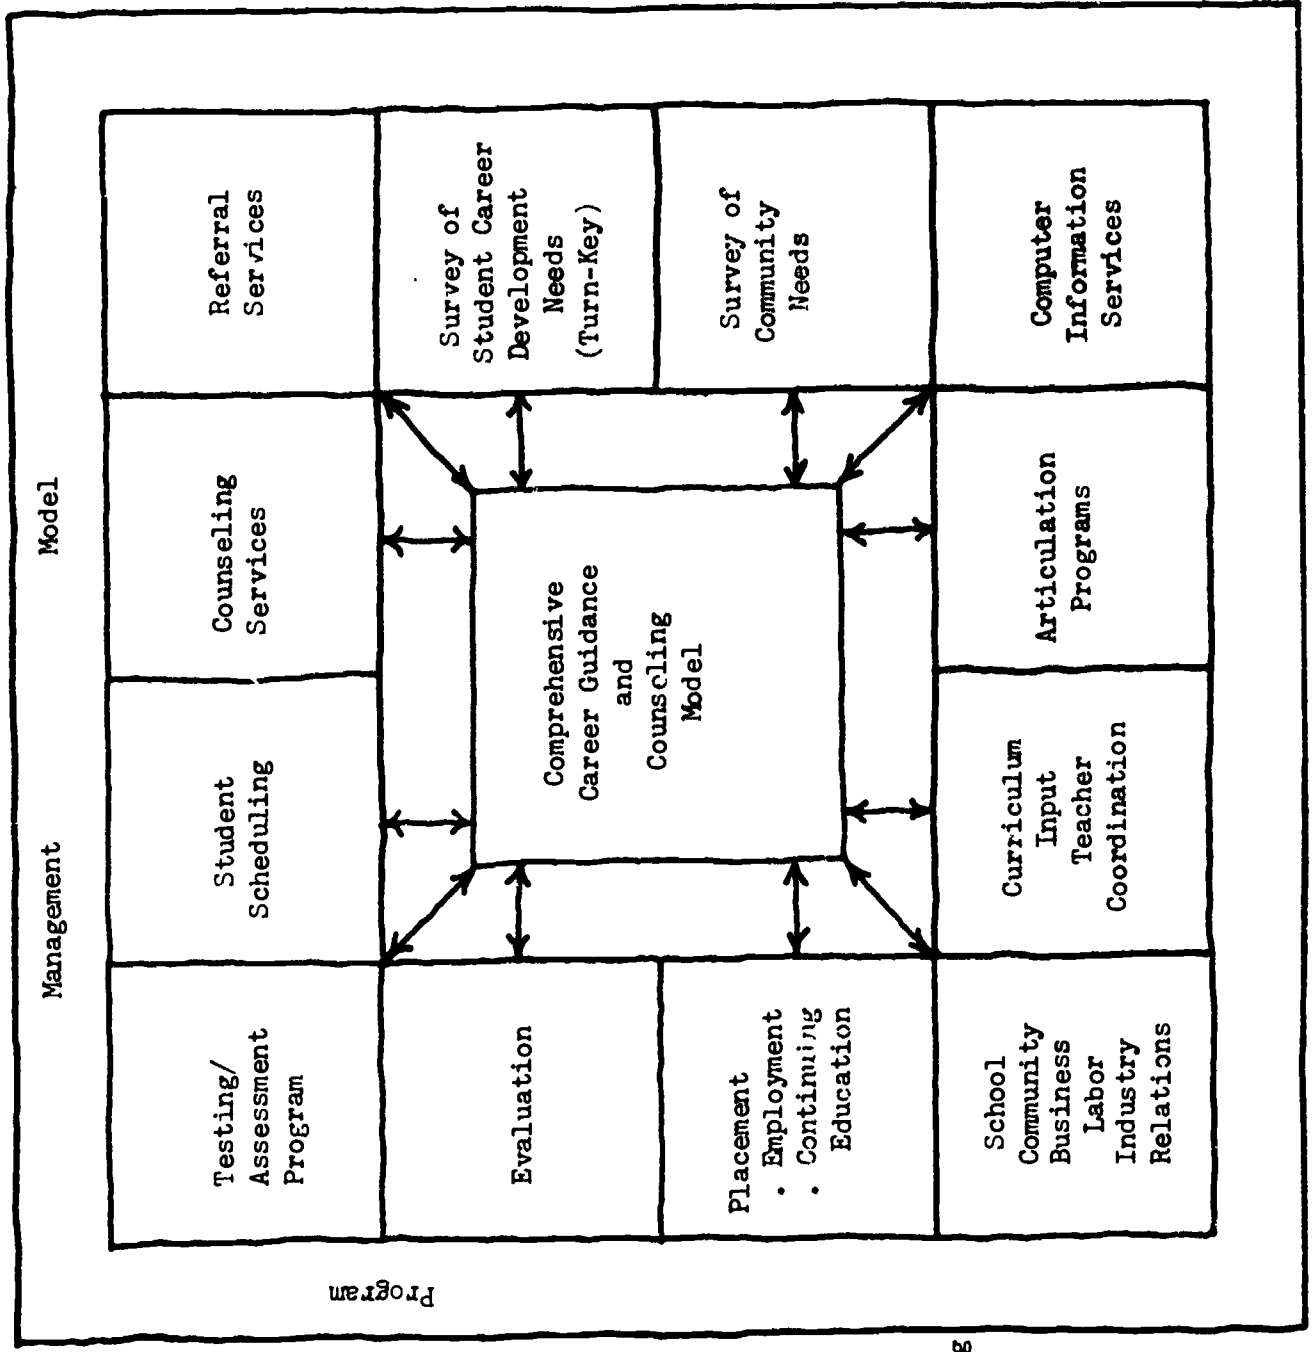 Management Model
Program
Testing/
Assessment
Program
Student
Scheduling
Counseling
Services
Referral
Services
Evaluation
Comprehensive
Career Guidance
and
Counseling
Model
Survey of
Student Career
Development
Needs
(Turn-Key)
Placement
· Employment
· Continuing
Education
Survey of
Community
Needs
School
Community
Business
Labor
Industry
Relations
Curriculum
Input
Teacher
Coordination
Articulation
Programs
Computer
Information
Services